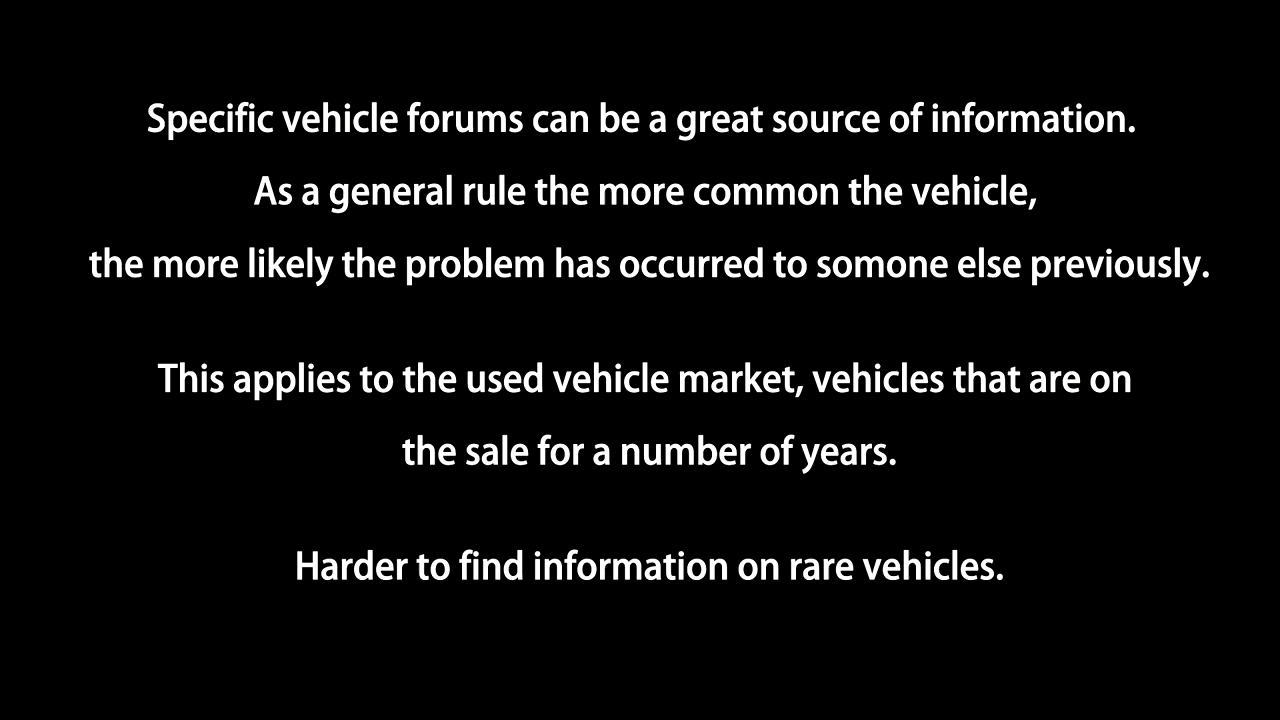 Specific vehicle forums can be a great source of information.
As a general rule the more common the vehicle,
the more likely the problem has occurred to somone else previously.
This applies to the used vehicle market, vehicles that are on
the sale for a number of years.
Harder to find information on rare vehicles.